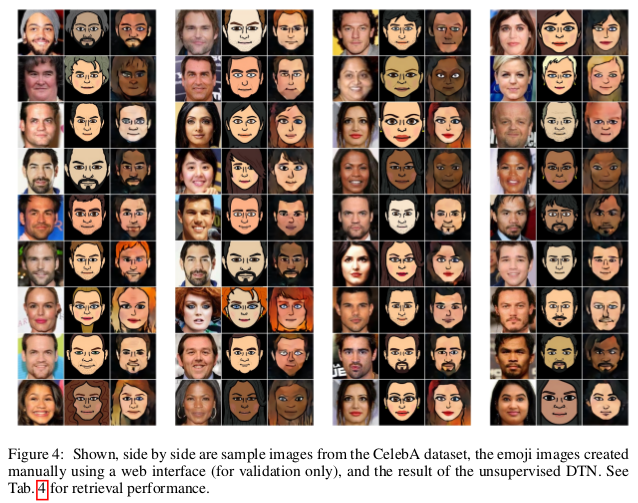 Figure 4: Shown, side by side are sample images from the CelebA dataset, the emoji images created
manually using a web interface (for validation only), and the result of the unsupervised DTN. See
Tab. 4 for retrieval performance.